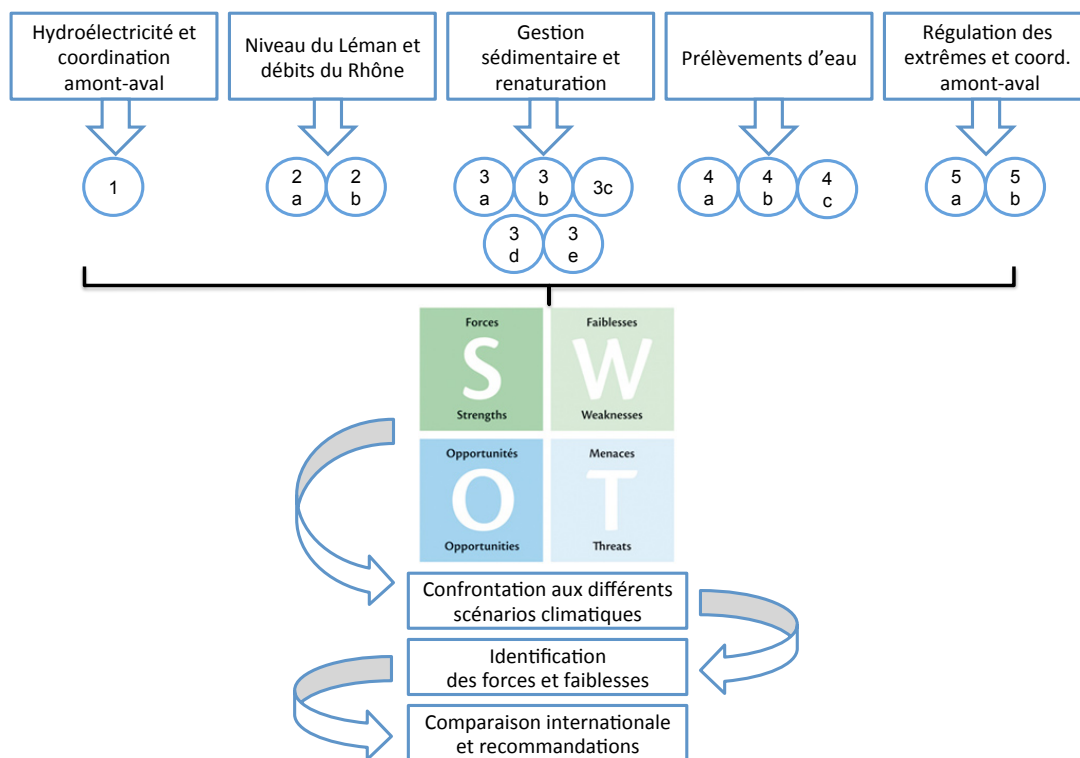 Hydroélectricité et
coordination
amont-aval
Niveau du Léman et
débits du Rhône
Gestion
sédimentaire et
renaturation
Prélèvements d'eau
Régulation des
extrêmes et coord.
amont-aval
1
2
a
2
b
3
a
3
b
3c
3
d
3
e
4
a
4
b
4
c
5
a
5
b
Forces
S
Strengths
Faiblesses
W
Weaknesses
Opportunités
O
Opportunities
Menaces
T
Threats
Confrontation aux différents
scénarios climatiques
Identification
des forces et faiblesses
Comparaison internationale
et recommandations